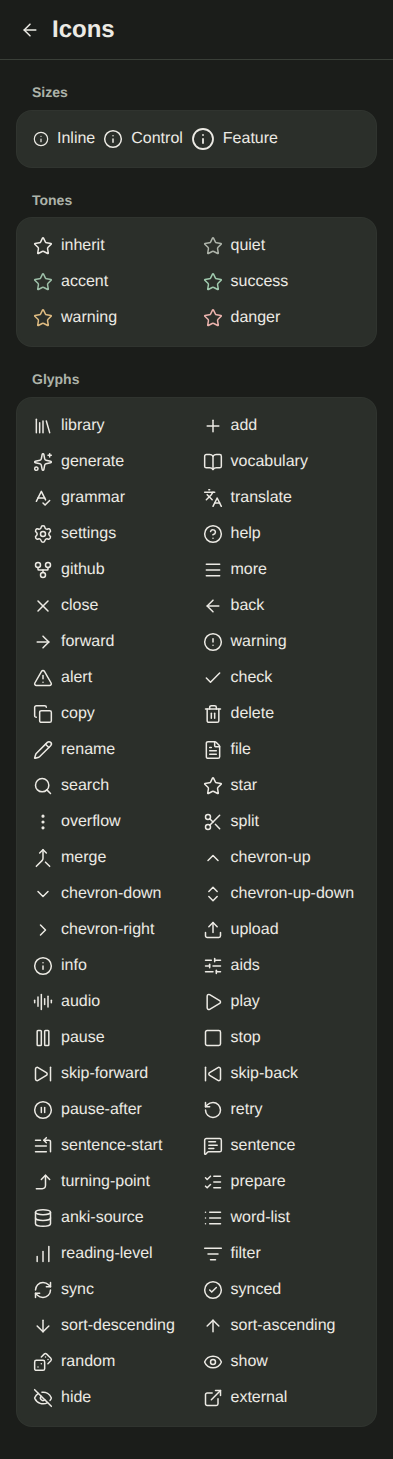 Icons
Sizes
Inline Control Feature
Tones
inherit quiet
accent success
warning danger
Glyphs
library add
generate vocabulary
grammar translate
settings help
github more
close back
forward warning
alert check
copy delete
rename file
search star
overflow split
merge chevron-up
chevron-down chevron-up-down
chevron-right upload
info aids
audio play
pause stop
skip-forward skip-back
pause-after retry
sentence-start sentence
turning-point prepare
anki-source word-list
reading-level filter
sync synced
sort-descending sort-ascending
random show
hide external